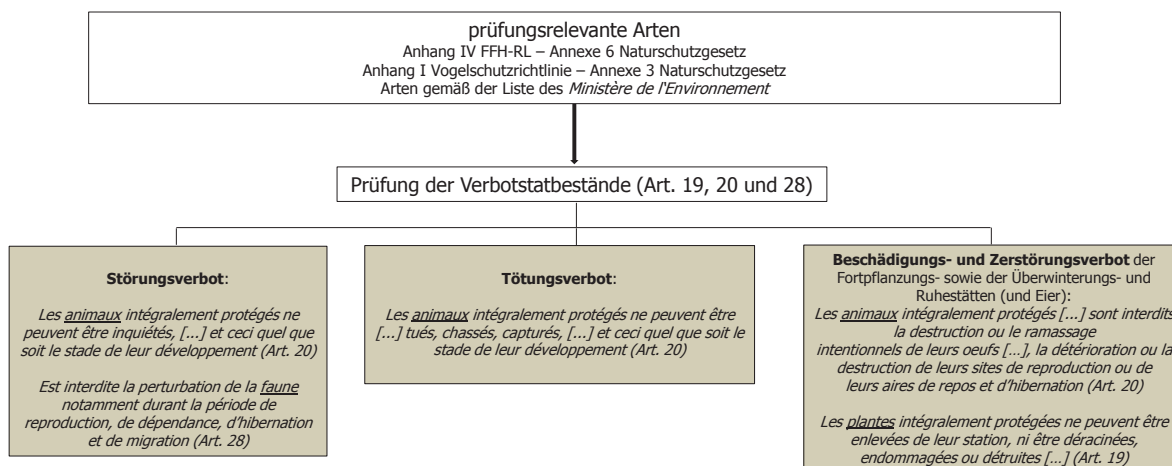 prüfungsrelevante Arten
Anhang IV FFH-RL – Annexe 6 Naturschutzgesetz
Anhang I Vogelschutzrichtlinie – Annexe 3 Naturschutzgesetz
Arten gemäß der Liste des Ministère de l'Environnement
Prüfung der Verbotstatbestände (Art. 19, 20 und 28)
Störungsverbot:
Les animaux intégralement protégés ne
peuvent être inquiétés, [...] et ceci quel que
soit le stade de leur développement (Art. 20)
Est interdite la perturbation de la faune
notamment durant la période de
reproduction, de dépendance, d'hibernation
et de migration (Art. 28)
Tötungsverbot:
Les animaux intégralement protégés ne peuvent être
[...] tués, chassés, capturés, [...] et ceci quel que soit le
stade de leur développement (Art. 20)
Beschädigungs- und Zerstörungsverbot der
Fortpflanzungs- sowie der Überwinterungs- und
Ruhestätten (und Eier):
Les animaux intégralement protégés [...] sont interdits
la destruction ou le ramassage
intentionnels de leurs oeufs [...], la détérioration ou la
destruction de leurs sites de reproduction ou de
leurs aires de repos et d'hibernation (Art. 20)
Les plantes intégralement protégées ne peuvent être
enlevées de leur station, ni être déracinées,
endommagées ou détruites [...] (Art. 19)